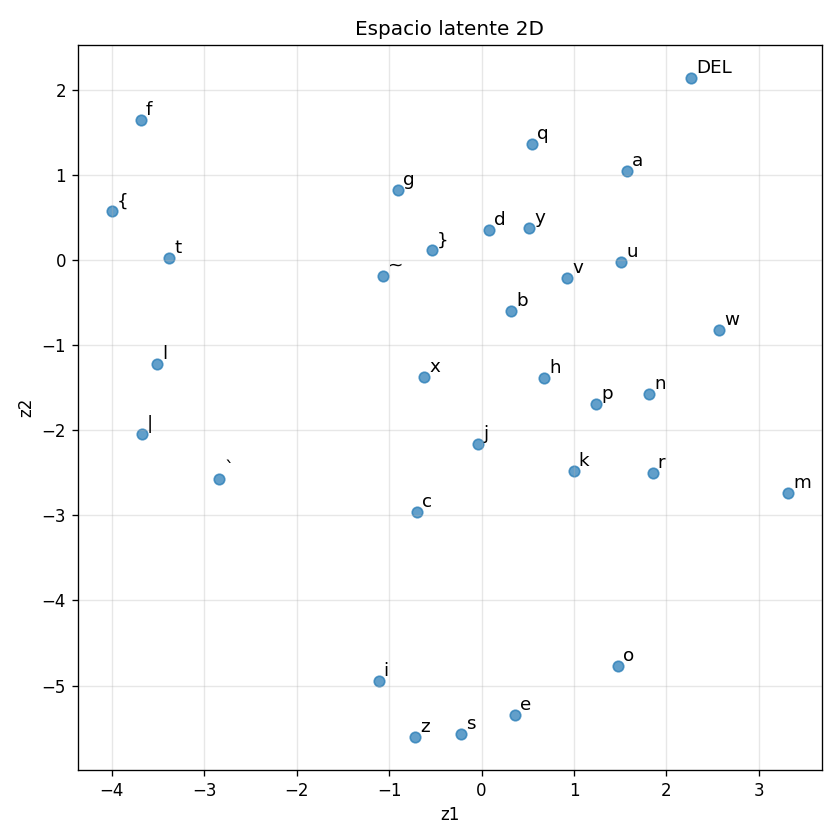 Espacio latente 2D
DEL
f
q
a
g
{
d
y
}
t
u
~
v
b
w
l
x
h
n
p
|
j
k
r
`
m
c
o
i
e
s
z
2
1
0
−1
−2
−3
−4
−5
z2
−4
−3
−2
−1
0
1
2
3
z1